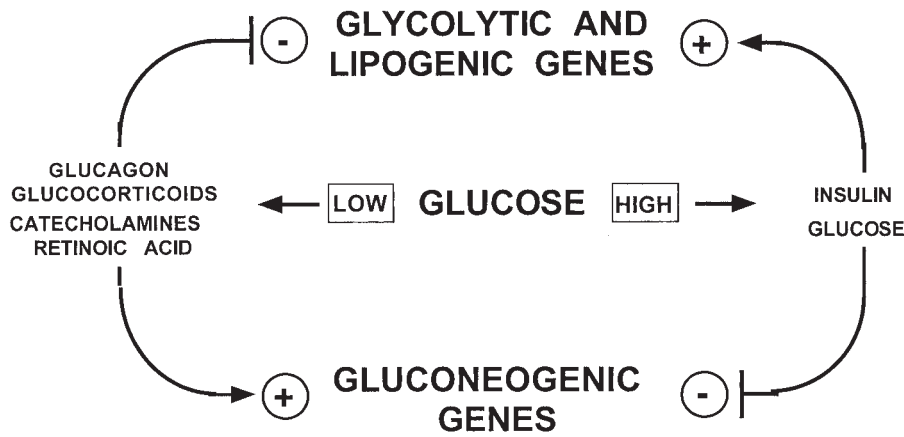 - GLYCOLYTIC AND +
LIPOGENIC GENES
GLUCAGON
GLUCOCORTICOIDS
CATECHOLAMINES
RETINOIC ACID
LOW GLUCOSE HIGH
INSULIN
GLUCOSE
+ GLUCONEOGENIC -
GENES